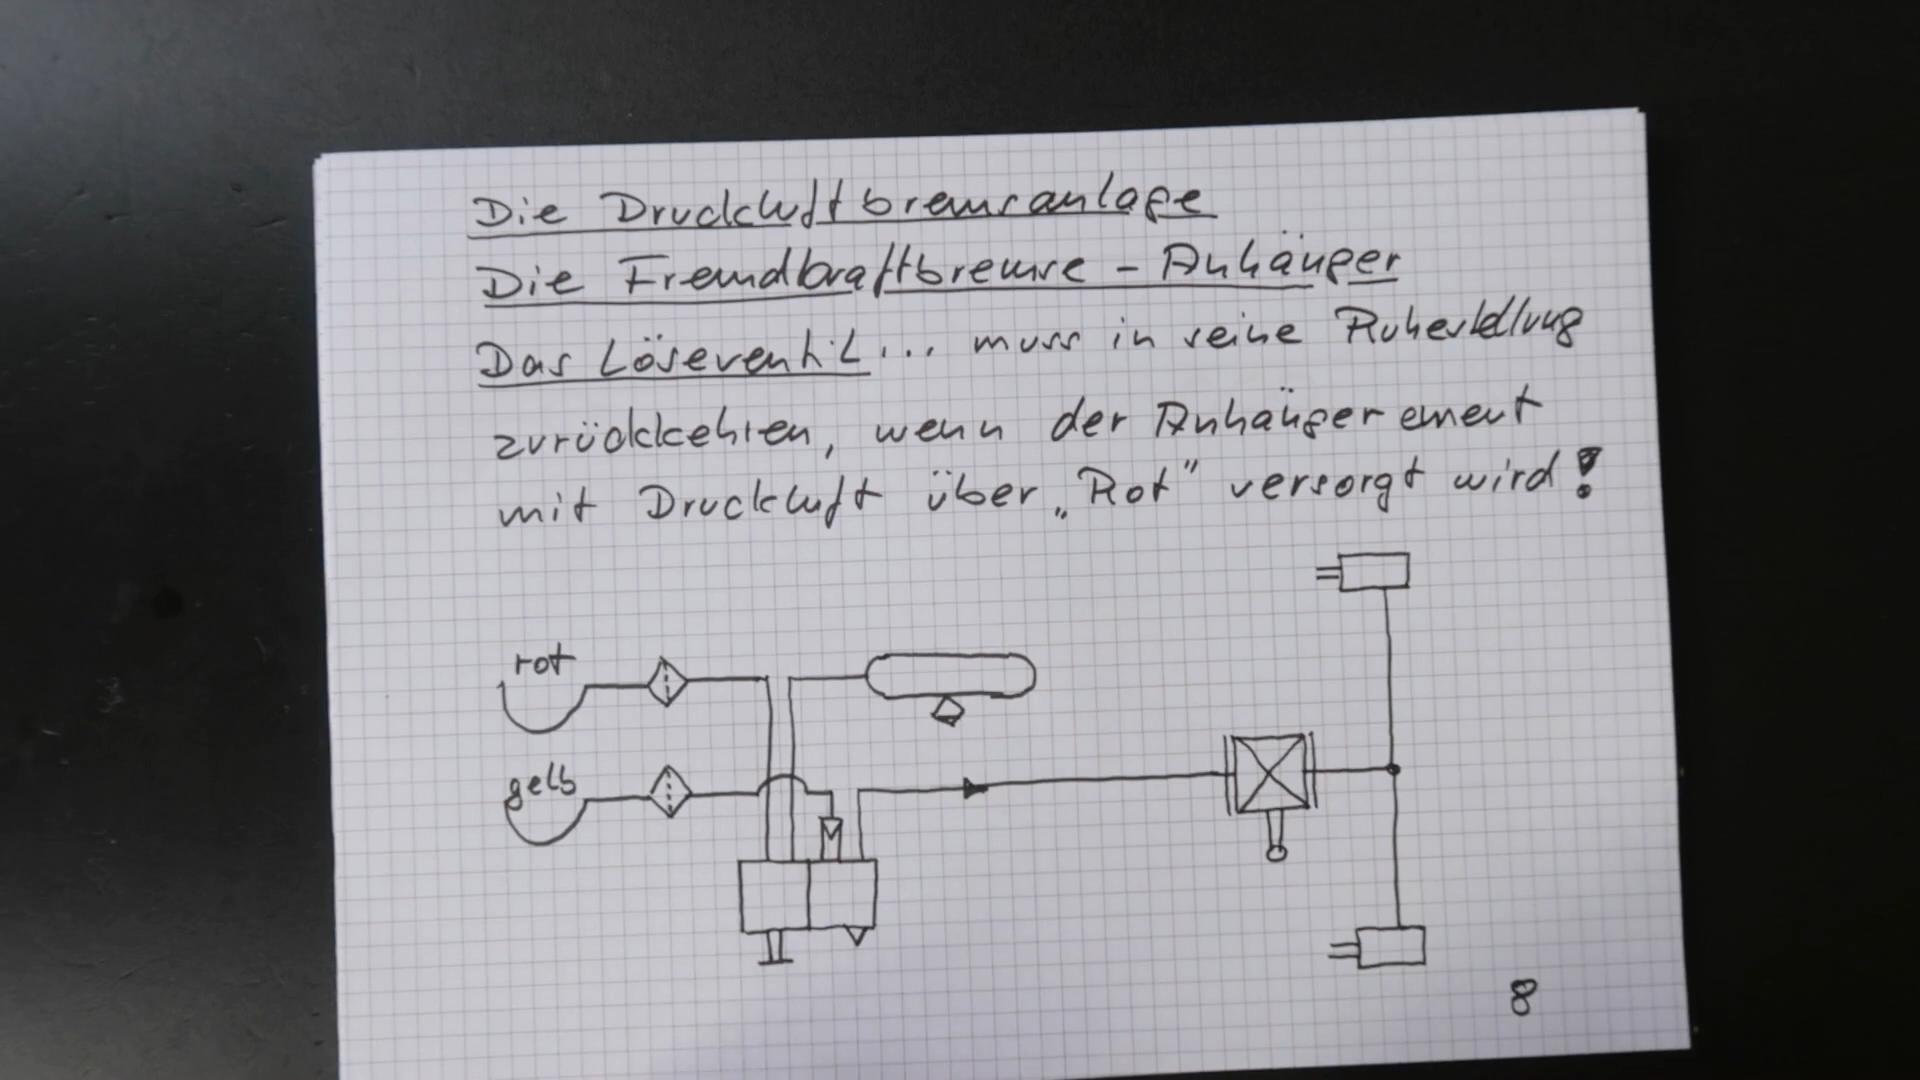 Die Druckluftbremsanlage
Die Fremdkraftbremse - Anhänger
Das Löseventil... muss in seine Ruhestellung
zurückkehren, wenn der Anhänger erneut
mit Druckluft über „Rot" versorgt wird!
rot
gelb
8